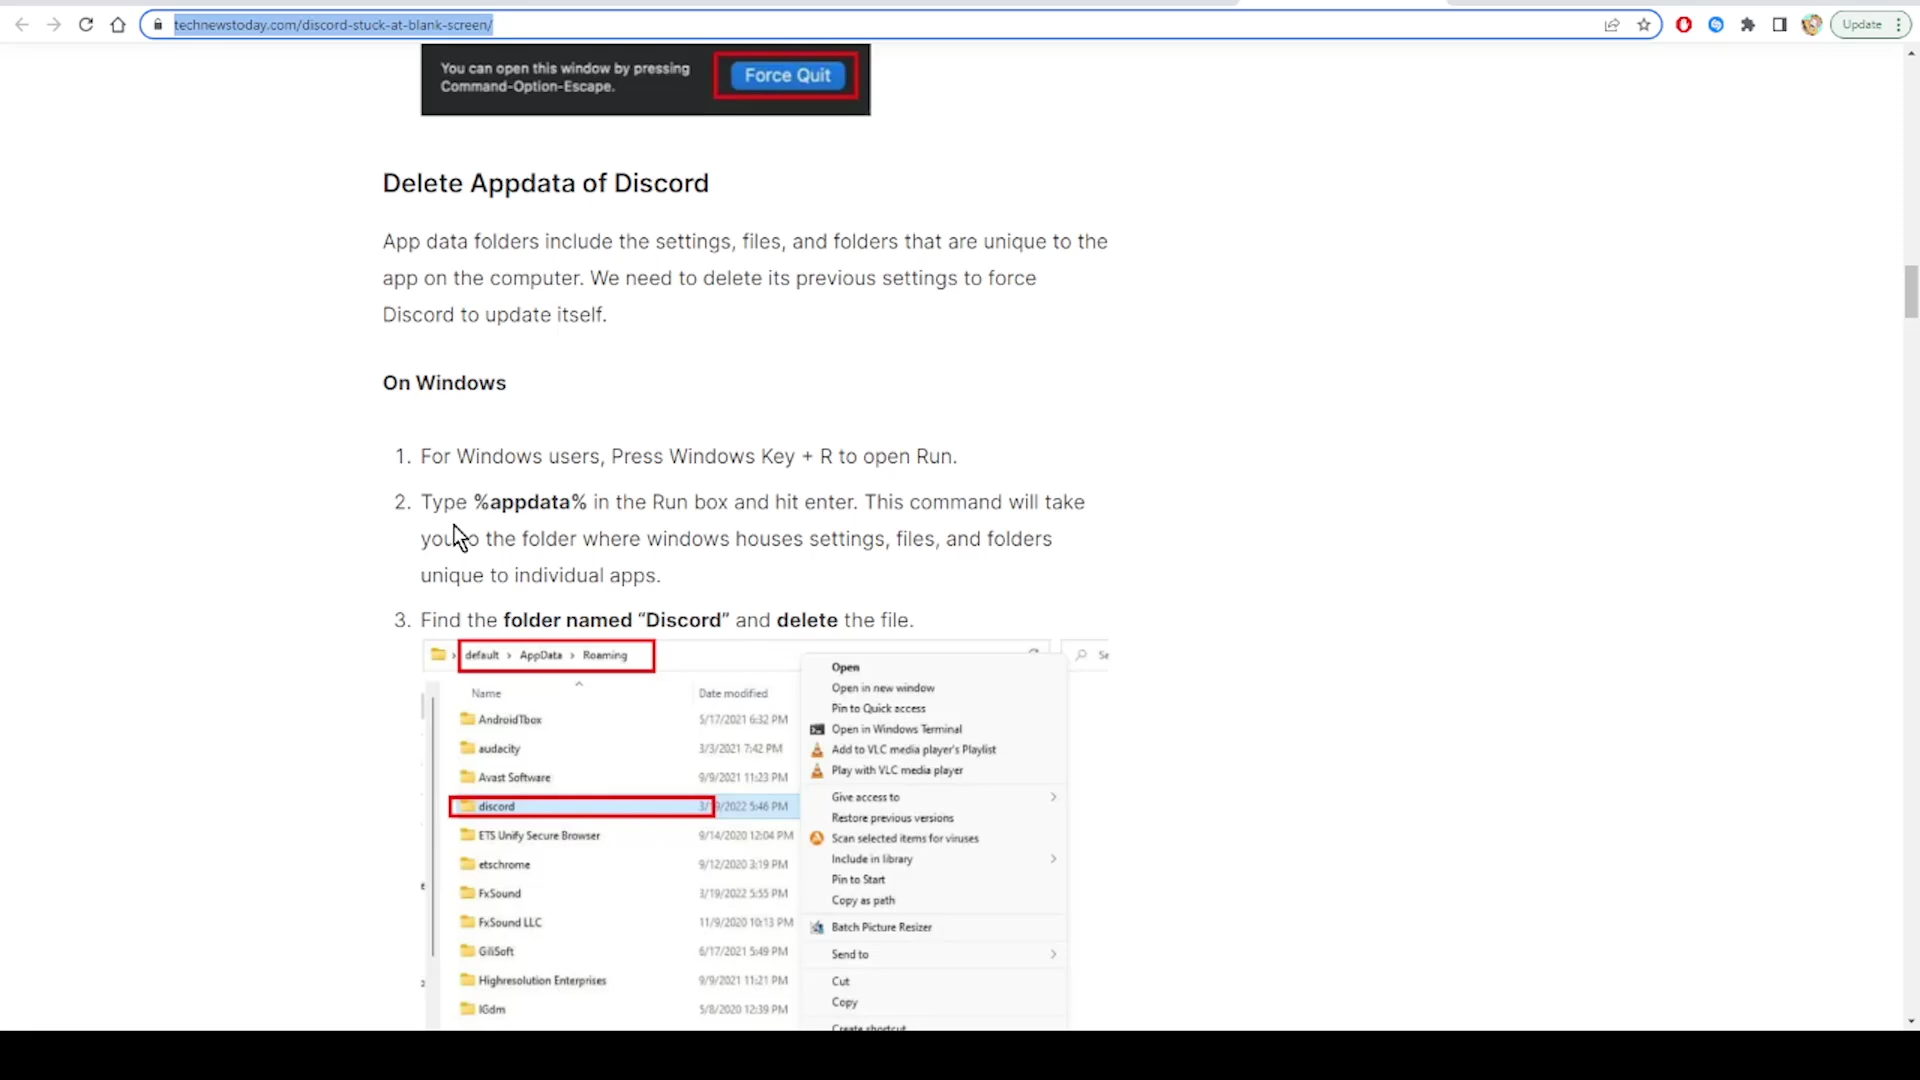 technewstoday.com/discord-stuck-at-blank-screen/
Update
You can open this window by pressing
Command-Option-Escape.
Force Quit
Delete Appdata of Discord
App data folders include the settings, files, and folders that are unique to the
app on the computer. We need to delete its previous settings to force
Discord to update itself.
On Windows
1. For Windows users, Press Windows Key + R to open Run.
2. Type %appdata% in the Run box and hit enter. This command will take
you to the folder where windows houses settings, files, and folders
unique to individual apps.
3. Find the folder named “Discord” and delete the file.
default › AppData › Roaming
Se
Name Date modified
AndroidTbox 5/17/2021 6:32 PM
audacity 3/3/2021 7:42 PM
Avast Software 9/9/2021 11:23 PM
discord 3/19/2022 5:46 PM
ETS Unify Secure Browser 9/14/2020 12:04 PM
etschrome 9/12/2020 3:19 PM
FxSound 3/19/2022 5:55 PM
FxSound LLC 11/9/2020 10:13 PM
GiliSoft 6/17/2021 5:49 PM
Highresolution Enterprises 9/9/2021 11:21 PM
IGdm 5/8/2020 12:39 PM
Open
Open in new window
Pin to Quick access
Open in Windows Terminal
Add to VLC media player's Playlist
Play with VLC media player
Give access to
Restore previous versions
Scan selected items for viruses
Include in library
Pin to Start
Copy as path
Batch Picture Resizer
Send to
Cut
Copy
Create shortcut